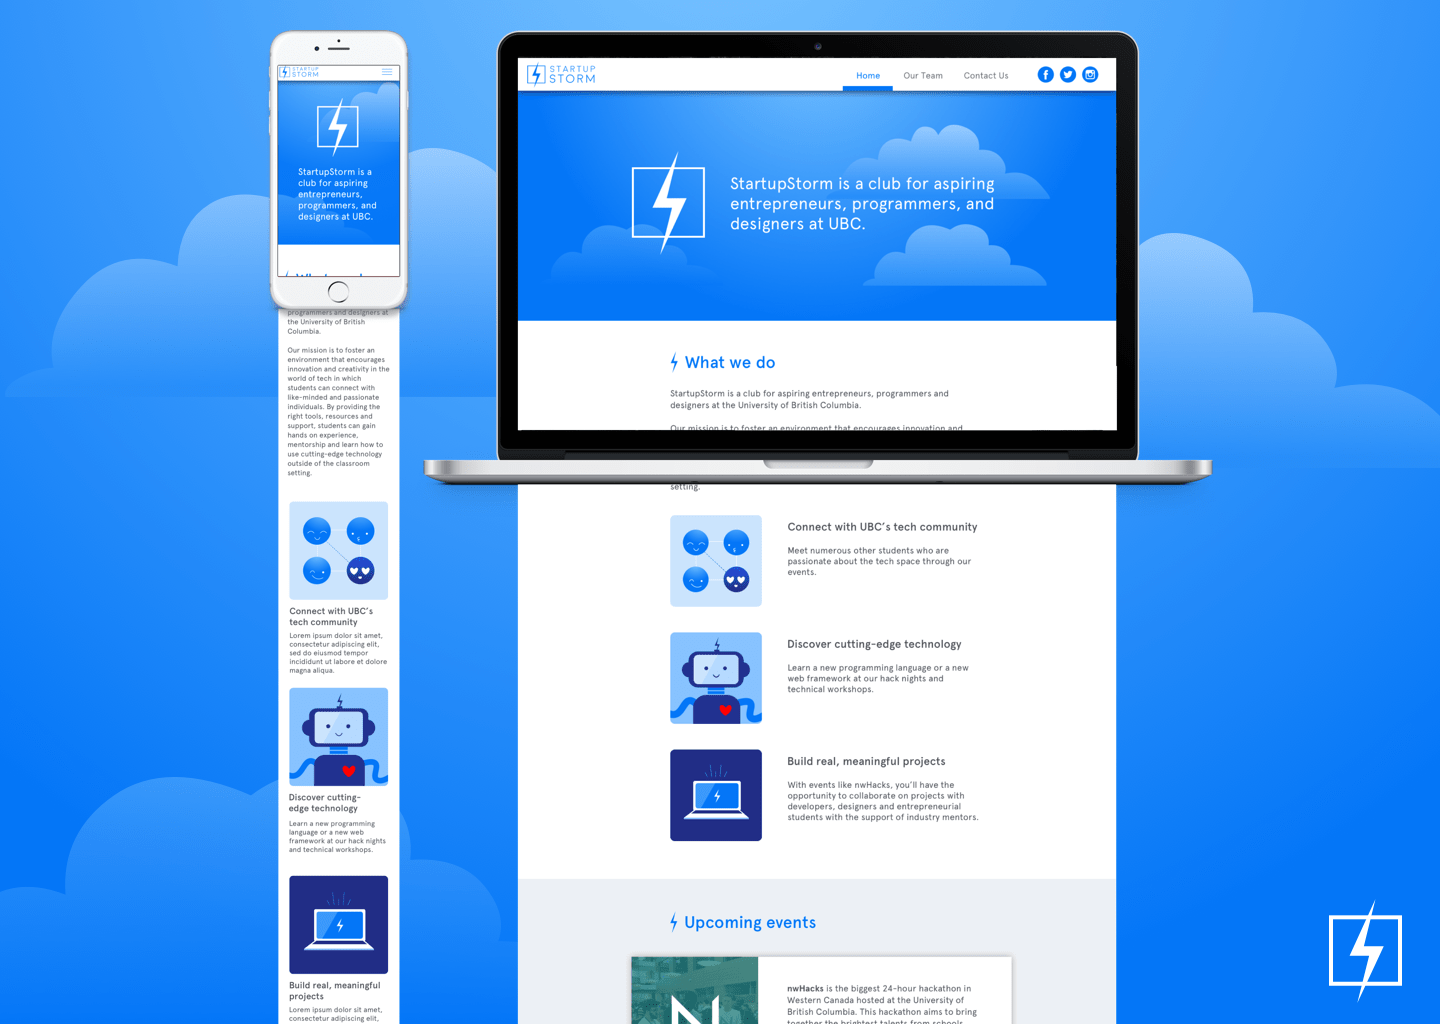 STARTUP
STORM
StartupStorm is a
club for aspiring
entrepreneurs,
programmers, and
designers at UBC.
programmers and designers at
the University of British
Columbia.
Our mission is to foster an
environment that encourages
innovation and creativity in the
world of tech in which
students can connect with
like-minded and passionate
individuals. By providing the
right tools, resources and
support, students can gain
hands on experience,
mentorship and learn how to
use cutting-edge technology
outside of the classroom
setting.
Connect with UBC's
tech community
Lorem ipsum dolor sit amet,
consectetur adipiscing elit,
sed do eiusmod tempor
incididunt ut labore et dolore
magna aliqua.
Discover cutting-
edge technology
Learn a new programming
language or a new web
framework at our hack nights
and technical workshops.
Build real, meaningful
projects
Lorem ipsum dolor sit amet,
consectetur adipiscing elit,
STARTUP
STORM
Home Our Team Contact Us
StartupStorm is a club for aspiring
entrepreneurs, programmers, and
designers at UBC.
What we do
StartupStorm is a club for aspiring entrepreneurs, programmers and
designers at the University of British Columbia.
Our mission is to foster an environment that encourages innovation and
setting.
Connect with UBC's tech community
Meet numerous other students who are
passionate about the tech space through our
events.
Discover cutting-edge technology
Learn a new programming language or a new
web framework at our hack nights and
technical workshops.
Build real, meaningful projects
With events like nwHacks, you'll have the
opportunity to collaborate on projects with
developers, designers and entrepreneurial
students with the support of industry mentors.
Upcoming events
N
nwHacks is the biggest 24-hour hackathon in
Western Canada hosted at the University of
British Columbia. This hackathon aims to bring
together the brightest talents from schools